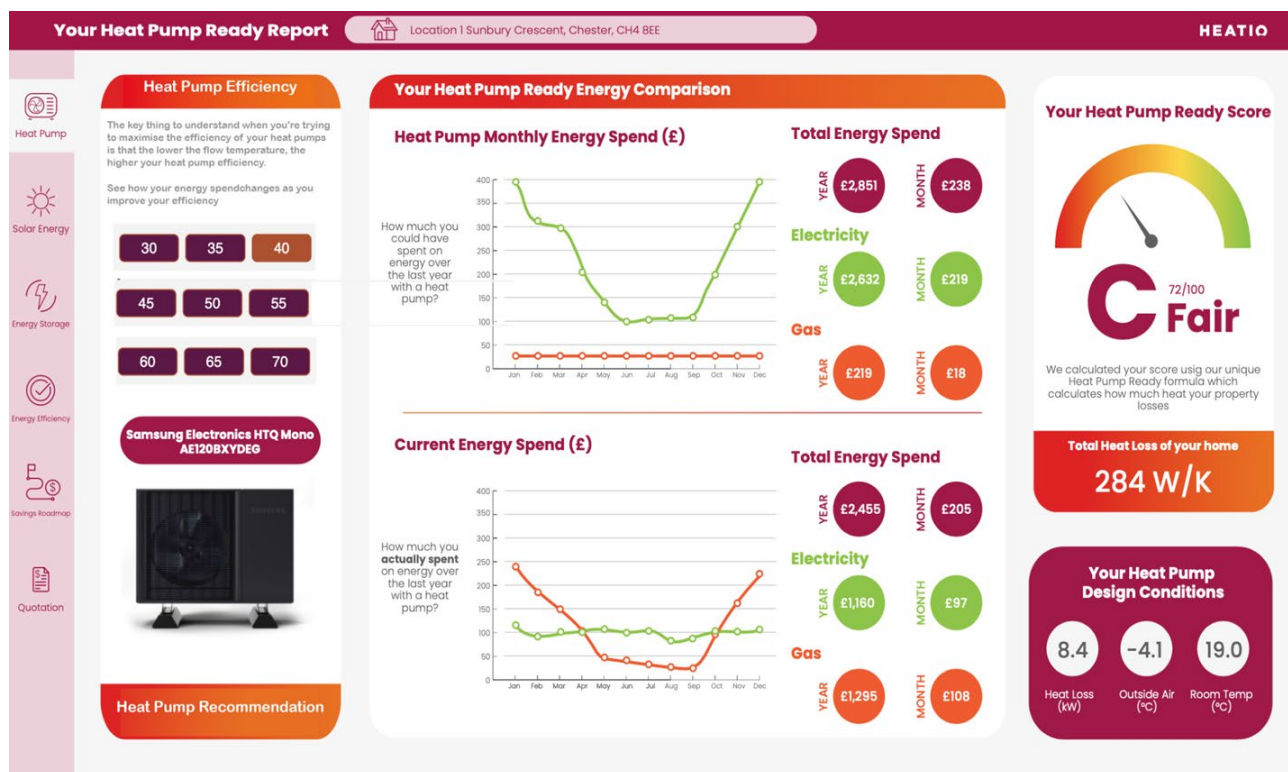 Your Heat Pump Ready Report
Location 1 Sunbury Crescent, Chester, CH4 8EE
HEATIO
Heat Pump
Solar Energy
Energy Storage
Energy Efficiency
Savings Roadmap
Quotation
Heat Pump Efficiency
The key thing to understand when you're trying
to maximise the efficiency of your heat pumps
is that the lower the flow temperature, the
higher your heat pump efficiency.
See how your energy spendchanges as you
improve your efficiency
30 35 40
45 50 55
60 65 70
Samsung Electronics HTQ Mono
AE120BXYDEG
SAMSUNG
Heat Pump Recommendation
Your Heat Pump Ready Energy Comparison
Heat Pump Monthly Energy Spend (£)
How much you
could have
spent on
energy over
the last year
with a heat
pump?
400
350
300
250
200
150
100
50
0
Jan Feb Mar Apr May Jun Jul Aug Sep Oct Nov Dec
Total Energy Spend
YEAR £2,851 MONTH £238
Electricity
YEAR £2,632 MONTH £219
Gas
YEAR £219 MONTH £18
Current Energy Spend (£)
How much you
actually spent
on energy over
the last year
with a heat
pump?
400
350
300
250
200
150
100
50
0
Jan Feb Mar Apr May Jun Jul Aug Sep Oct Nov Dec
Total Energy Spend
YEAR £2,455 MONTH £205
Electricity
YEAR £1,160 MONTH £97
Gas
YEAR £1,295 MONTH £108
Your Heat Pump Ready Score
C 72/100
Fair
We calculated your score usig our unique
Heat Pump Ready formula which
calculates how much heat your property
losses
Total Heat Loss of your home
284 W/K
Your Heat Pump
Design Conditions
8.4 -4.1 19.0
Heat Loss Outside Air Room Temp
(kW) (°C) (°C)